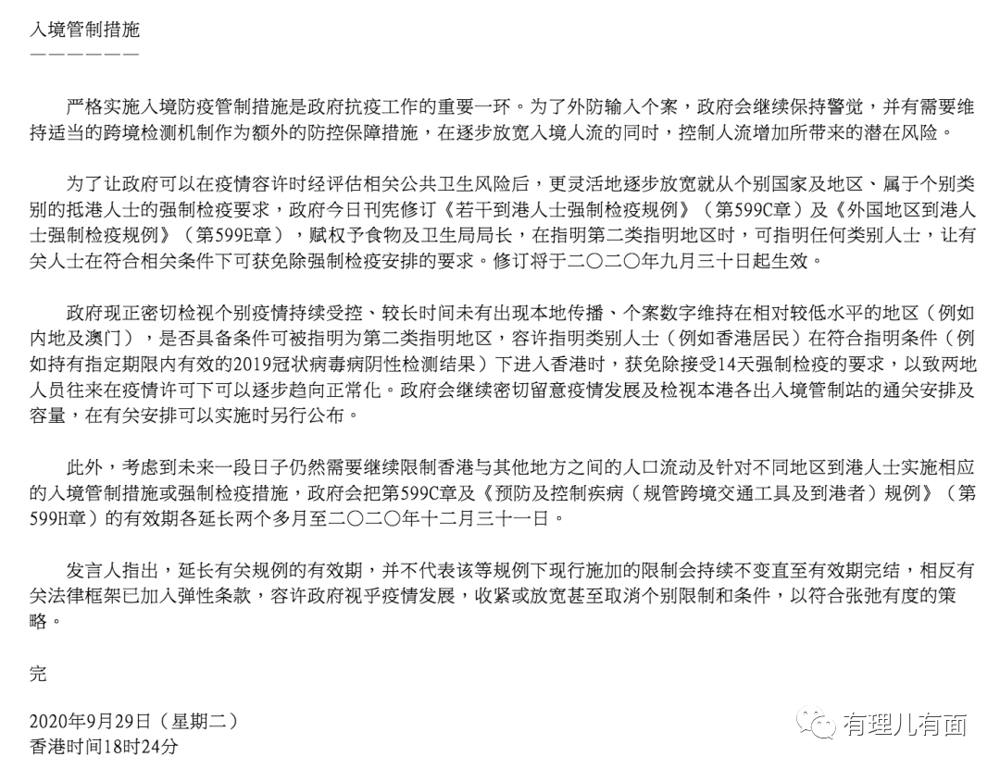 入境管制措施
——————
严格实施入境防疫管制措施是政府抗疫工作的重要一环。为了外防输入个案，政府会继续保持警觉，并有需要维
持适当的跨境检测机制作为额外的防控保障措施，在逐步放宽入境人流的同时，控制人流增加所带来的潜在风险。
为了让政府可以在疫情容许时经评估相关公共卫生风险后，更灵活地逐步放宽就从个别国家及地区、属于个别类
别的抵港人士的强制检疫要求，政府今日刊宪修订《若干到港人士强制检疫规例》（第599C章）及《外国地区到港人
士强制检疫规例》（第599E章），赋权予食物及卫生局局长，在指明第二类指明地区时，可指明任何类别人士，让有
关人士在符合相关条件下可获免除强制检疫安排的要求。修订将于二〇二〇年九月三十日起生效。
政府现正密切检视个别疫情持续受控、较长时间未有出现本地传播、个案数字维持在相对较低水平的地区（例如
内地及澳门），是否具备条件可被指明为第二类指明地区，容许指明类别人士（例如香港居民）在符合指明条件（例
如持有指定期限内有效的2019冠状病毒病阴性检测结果）下进入香港时，获免除接受14天强制检疫的要求，以致两地
人员往来在疫情许可下可以逐步趋向正常化。政府会继续密切留意疫情发展及检视本港各出入境管制站的通关安排及
容量，在有关安排可以实施时另行公布。
此外，考虑到未来一段日子仍然需要继续限制香港与其他地方之间的人口流动及针对不同地区到港人士实施相应
的入境管制措施或强制检疫措施，政府会把第599C章及《预防及控制疾病（规管跨境交通工具及到港者）规例》（第
599H章）的有效期各延长两个多月至二〇二〇年十二月三十一日。
发言人指出，延长有关规例的有效期，并不代表该等规例下现行施加的限制会持续不变直至有效期完结，相反有
关法律框架已加入弹性条款，容许政府视乎疫情发展，收紧或放宽甚至取消个别限制和条件，以符合张弛有度的策
略。
完
2020年9月29日（星期二）
香港时间18时24分
有理儿有面